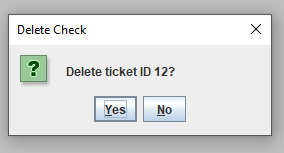 Delete Check
?
Delete ticket ID 12?
Yes No